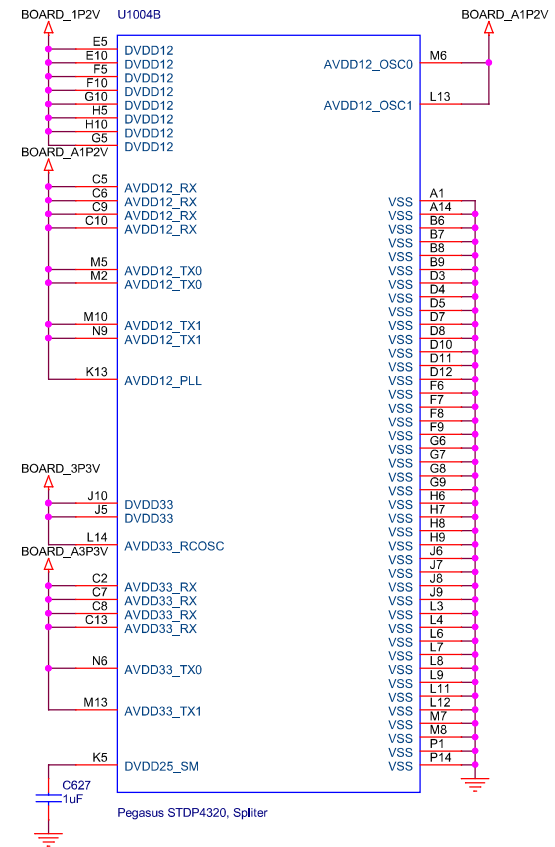 BOARD_1P2V
U1004B
BOARD_A1P2V
E5 DVDD12
E10 DVDD12
F5 DVDD12
F10 DVDD12
G10 DVDD12
H5 DVDD12
H10 DVDD12
G5 DVDD12
M6 AVDD12_OSC0
L13 AVDD12_OSC1
BOARD_A1P2V
C5 AVDD12_RX
C6 AVDD12_RX
C9 AVDD12_RX
C10 AVDD12_RX
M5 AVDD12_TX0
M2 AVDD12_TX0
M10 AVDD12_TX1
N9 AVDD12_TX1
K13 AVDD12_PLL
BOARD_3P3V
J10 DVDD33
J5 DVDD33
L14 AVDD33_RCOSC
BOARD_A3P3V
C2 AVDD33_RX
C7 AVDD33_RX
C8 AVDD33_RX
C13 AVDD33_RX
N6 AVDD33_TX0
M13 AVDD33_TX1
K5 DVDD25_SM
VSS A1
VSS A14
VSS B6
VSS B7
VSS B8
VSS B9
VSS D3
VSS D4
VSS D5
VSS D7
VSS D8
VSS D10
VSS D11
VSS D12
VSS F6
VSS F7
VSS F8
VSS F9
VSS G6
VSS G7
VSS G8
VSS G9
VSS H6
VSS H7
VSS H8
VSS H9
VSS J6
VSS J7
VSS J8
VSS J9
VSS L3
VSS L4
VSS L6
VSS L7
VSS L8
VSS L9
VSS L11
VSS L12
VSS M7
VSS M8
VSS P1
VSS P14
C627
1uF
Pegasus STDP4320, Spliter